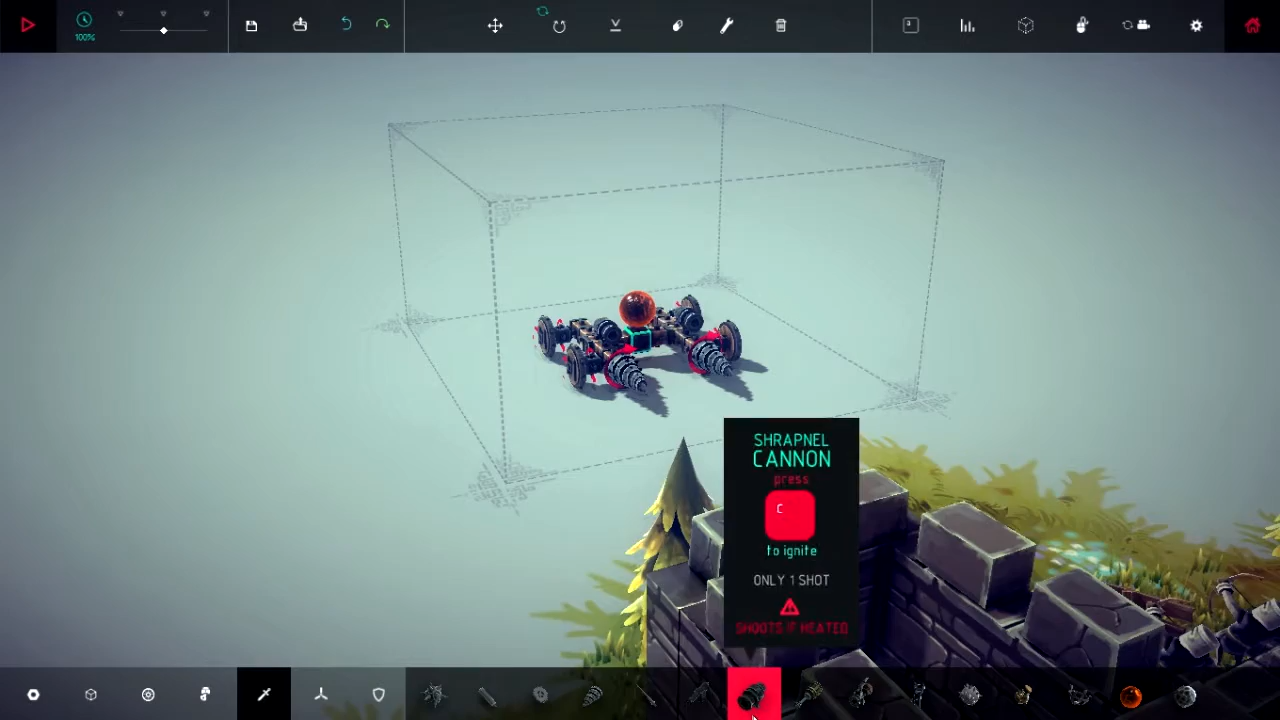 100%
SHRAPNEL
CANNON
press
C
to ignite
ONLY 1 SHOT
SHOOTS IF HEATED